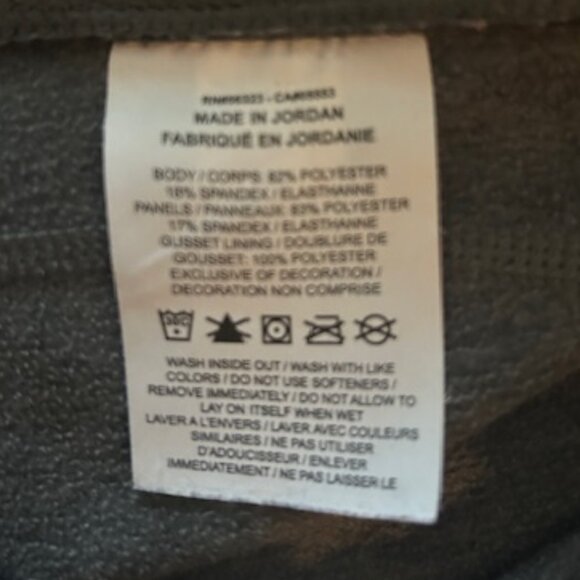 MADE IN JORDAN
FABRIQUÉ EN JORDANIE
BODY / CORPS: 82% POLYESTER
18% SPANDEX / ELASTHANNE
PANELS / PANNEAUX: 83% POLYESTER
17% SPANDEX / ELASTHANNE
GUSSET LINING / DOUBLURE DE
GOUSSET: 100% POLYESTER
EXCLUSIVE OF DECORATION /
DECORATION NON COMPRISE
30C
WASH INSIDE OUT / WASH WITH LIKE
COLORS / DO NOT USE SOFTENERS /
REMOVE IMMEDIATELY / DO NOT ALLOW TO
LAY ON ITSELF WHEN WET
LAVER A L'ENVERS / LAVER AVEC COULEURS
SIMILAIRES / NE PAS UTILISER
D'ADOUCISSEUR / ENLEVER
IMMEDIATEMENT / NE PAS LAISSER LE